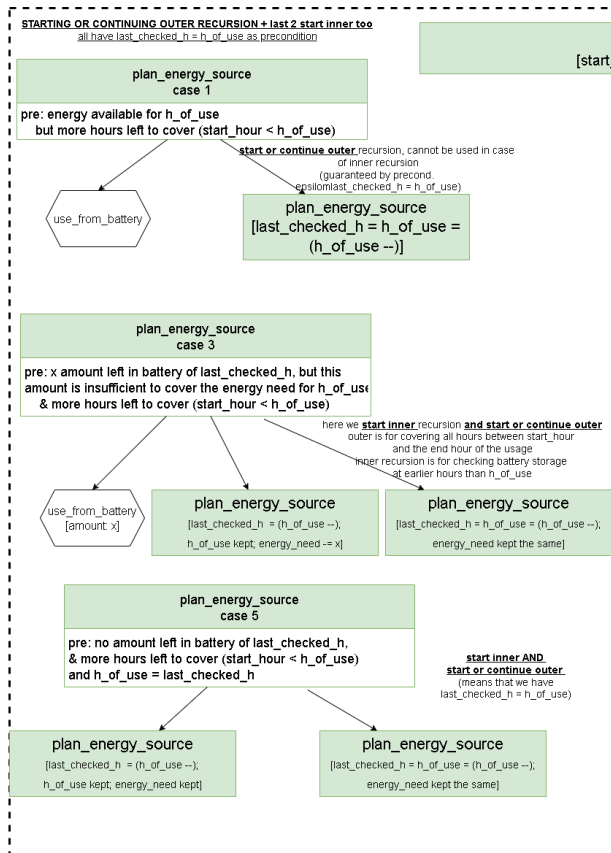 STARTING OR CONTINUING OUTER RECURSION + last 2 start inner too
all have last_checked_h = h_of_use as precondition
[start_
plan_energy_source
case 1
pre: energy available for h_of_use
but more hours left to cover (start_hour < h_of_use)
start or continue outer recursion, cannot be used in case
of inner recursion
(guaranteed by precond.
epsilomlast_checked_h = h_of_use)
use_from_battery
plan_energy_source
[last_checked_h = h_of_use =
(h_of_use --)]
plan_energy_source
case 3
pre: x amount left in battery of last_checked_h, but this
amount is insufficient to cover the energy need for h_of_use
& more hours left to cover (start_hour < h_of_use)
here we start inner recursion and start or continue outer
outer is for covering all hours between start_hour
and the end hour of the usage
inner recursion is for checking battery storage
at earlier hours than h_of_use
use_from_battery
[amount: x]
plan_energy_source
[last_checked_h = (h_of_use --);
h_of_use kept; energy_need -= x]
plan_energy_source
[last_checked_h = h_of_use = (h_of_use --);
energy_need kept the same]
plan_energy_source
case 5
pre: no amount left in battery of last_checked_h,
& more hours left to cover (start_hour < h_of_use)
and h_of_use = last_checked_h
start inner AND
start or continue outer
(means that we have
last_checked_h = h_of_use)
plan_energy_source
[last_checked_h = (h_of_use --);
h_of_use kept; energy_need kept]
plan_energy_source
[last_checked_h = h_of_use = (h_of_use --);
energy_need kept the same]